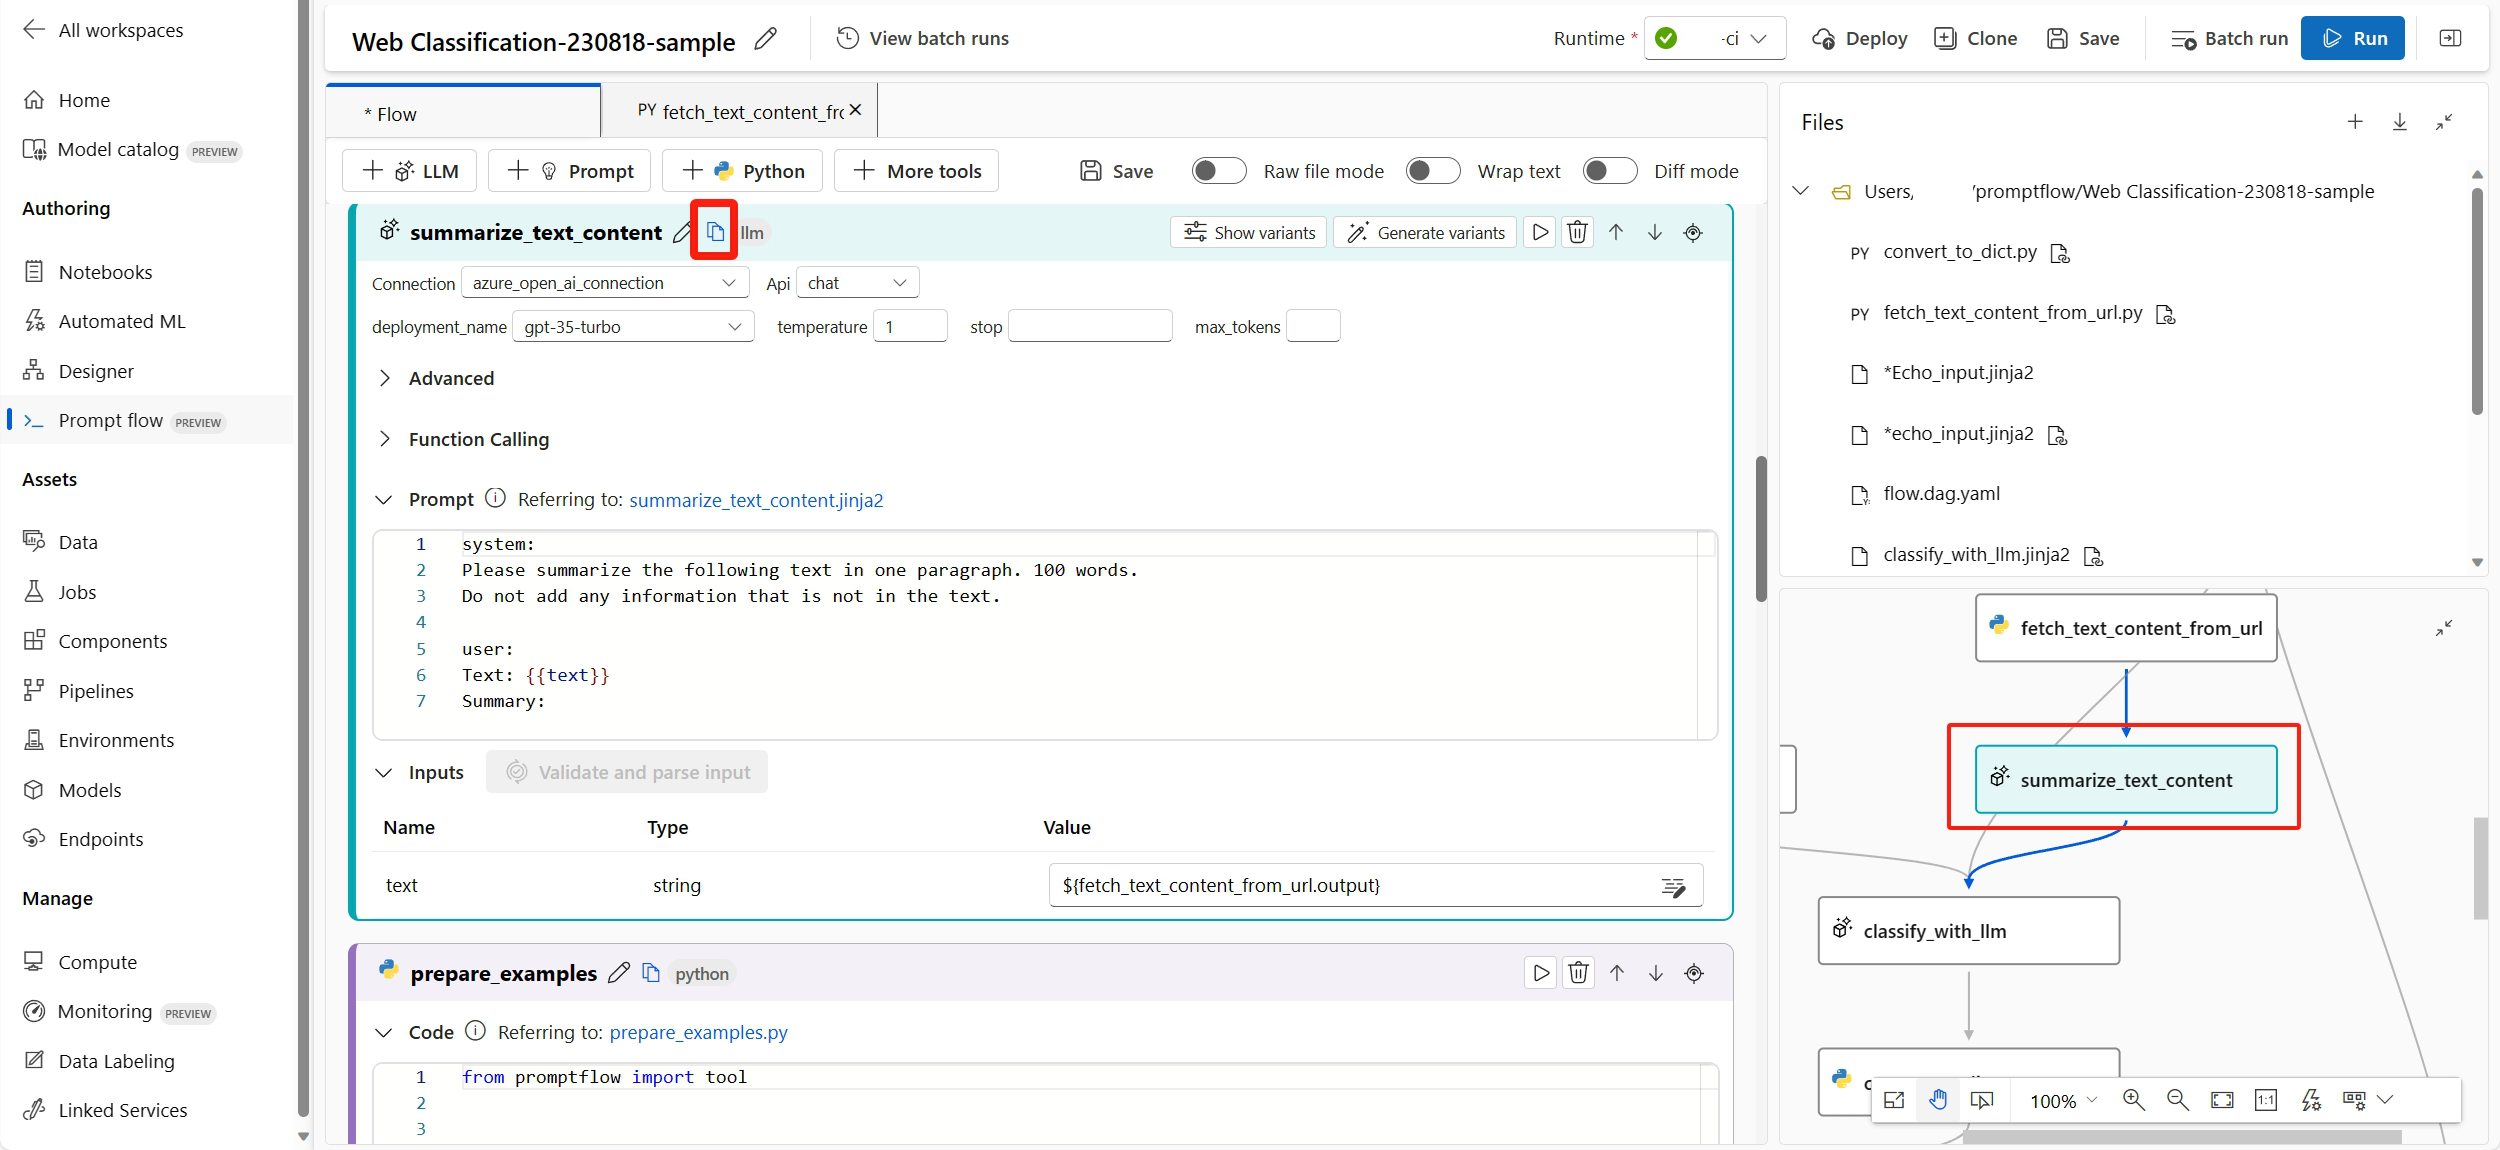 All workspaces
Home
Model catalog PREVIEW
Authoring
Notebooks
Automated ML
Designer
Prompt flow PREVIEW
Assets
Data
Jobs
Components
Pipelines
Environments
Models
Endpoints
Manage
Compute
Monitoring PREVIEW
Data Labeling
Linked Services
Web Classification-230818-sample
View batch runs
Runtime *
-ci
Deploy
Clone
Save
Batch run
Run
* Flow
PY fetch_text_content_frc
LLM
Prompt
Python
More tools
Save
Raw file mode
Wrap text
Diff mode
summarize_text_content
llm
Show variants
Generate variants
Connection azure_open_ai_connection
Api chat
deployment_name gpt-35-turbo
temperature 1
stop
max_tokens
Advanced
Function Calling
Prompt Referring to: summarize_text_content.jinja2
1 system:
2 Please summarize the following text in one paragraph. 100 words.
3 Do not add any information that is not in the text.
4
5 user:
6 Text: {{text}}
7 Summary:
Inputs
Validate and parse input
Name Type Value
text string ${fetch_text_content_from_url.output}
prepare_examples
python
Code Referring to: prepare_examples.py
1 from promptflow import tool
2
3
Files
Users, /promptflow/Web Classification-230818-sample
PY convert_to_dict.py
PY fetch_text_content_from_url.py
*Echo_input.jinja2
*echo_input.jinja2
flow.dag.yaml
classify_with_llm.jinja2
fetch_text_content_from_url
summarize_text_content
classify_with_llm
100%
1:1